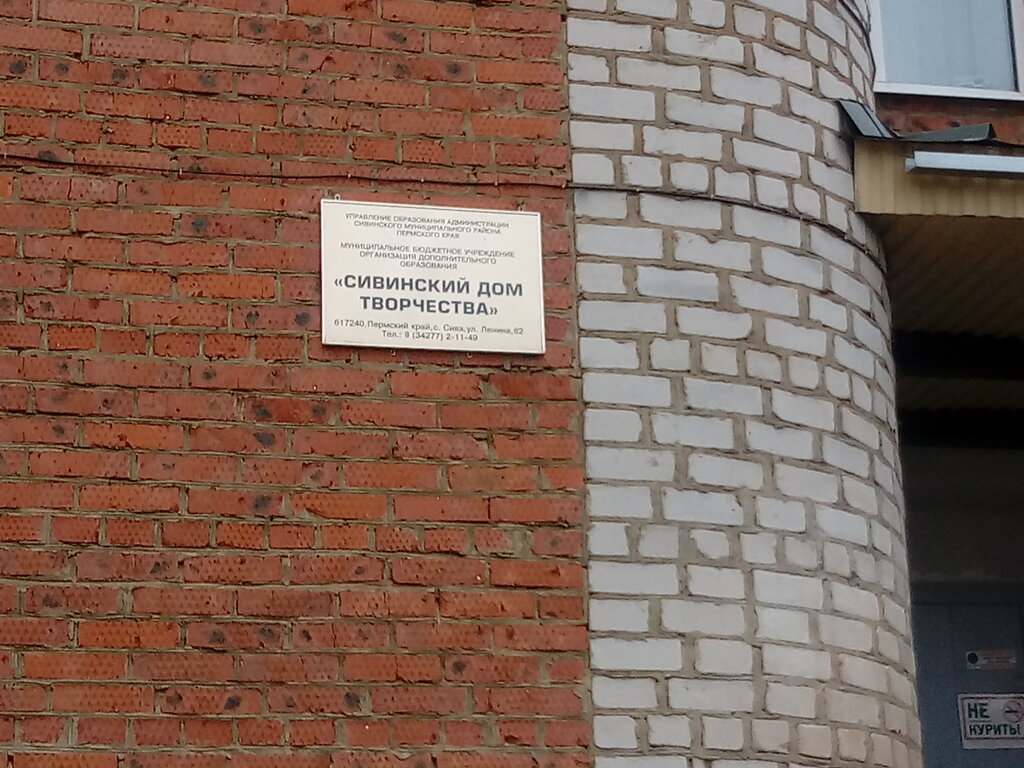 УПРАВЛЕНИЕ ОБРАЗОВАНИЯ АДМИНИСТРАЦИИ
СИВИНСКОГО МУНИЦИПАЛЬНОГО РАЙОНА
ПЕРМСКОГО КРАЯ
МУНИЦИПАЛЬНОЕ БЮДЖЕТНОЕ УЧРЕЖДЕНИЕ
ОРГАНИЗАЦИЯ ДОПОЛНИТЕЛЬНОГО
ОБРАЗОВАНИЯ
«СИВИНСКИЙ ДОМ
ТВОРЧЕСТВА»
617240, Пермский край, с. Сива, ул. Ленина, 62
Тел.: 8 (34277) 2-11-49
НЕ
КУРИТЬ!